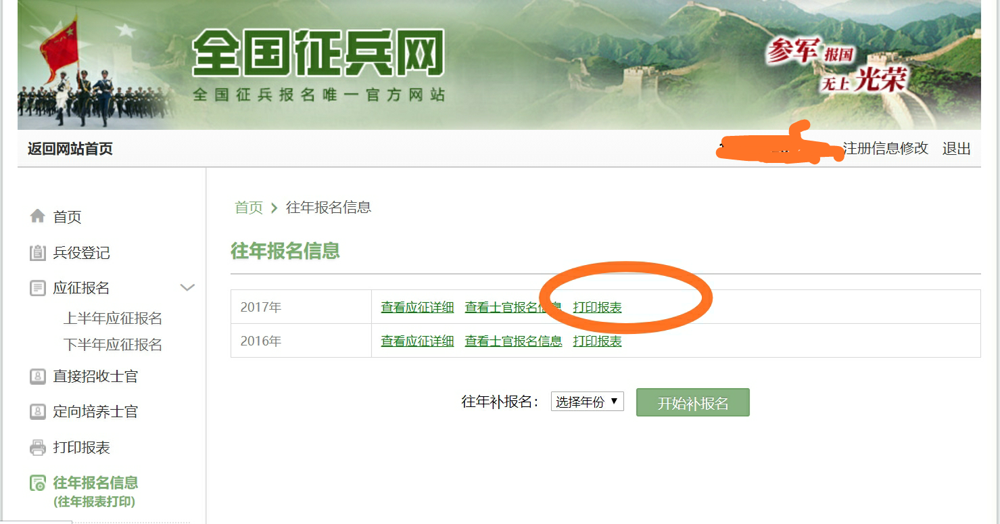 全国征兵网
全国征兵报名唯一官方网站
参军 报国
无上 光荣
返回网站首页
注册信息修改 退出
首页
兵役登记
应征报名
上半年应征报名
下半年应征报名
直接招收士官
定向培养士官
打印报表
往年报名信息
(往年报表打印)
首页 > 往年报名信息
往年报名信息
2017年 查看应征详细 查看士官报名信息 打印报表
2016年 查看应征详细 查看士官报名信息 打印报表
往年补报名: 选择年份 开始补报名